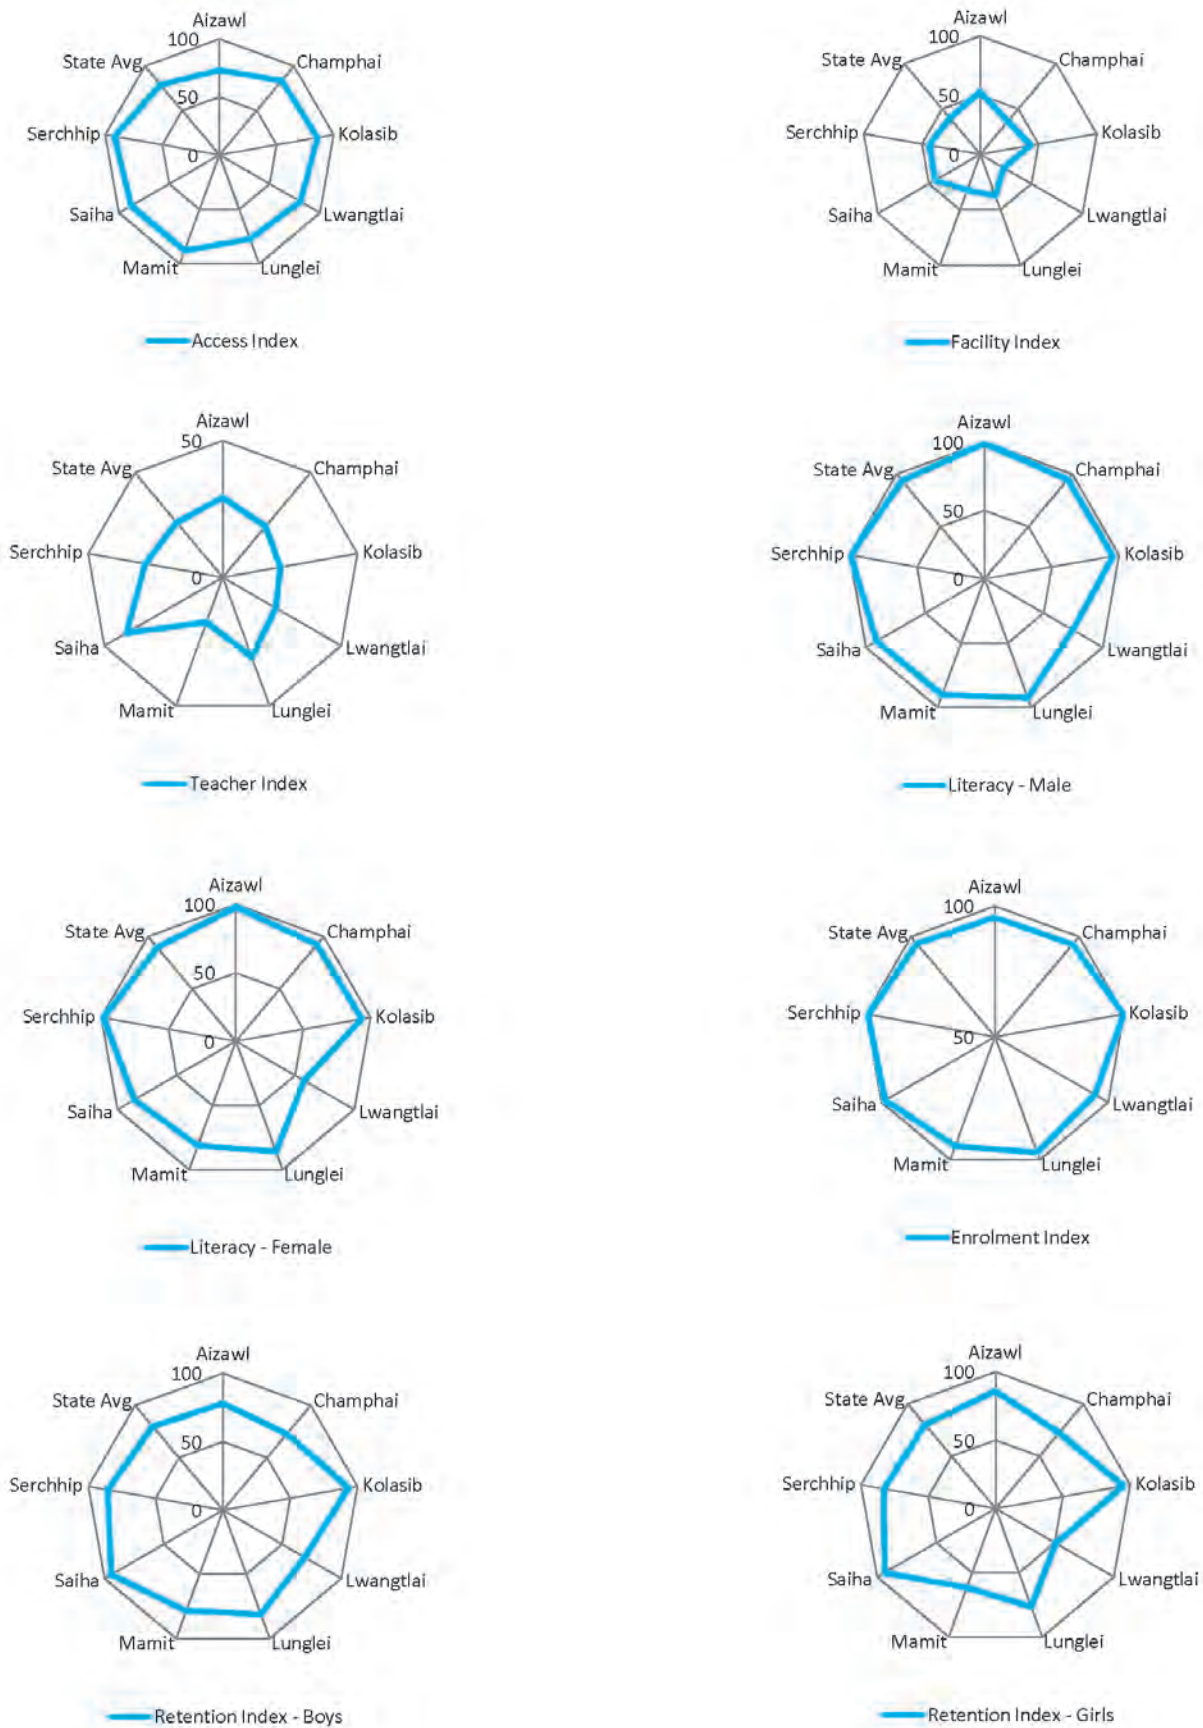 Aizawl
100
State Avg
Champhai
50
Serchhip
0
Kolasib
Saiha
Lwangtlai
Mamit
Lunglei
Access Index
Aizawl
100
State Avg
Champhai
50
Serchhip
0
Kolasib
Saiha
Lwangtlai
Mamit
Lunglei
Facility Index
Aizawl
50
State Avg
Champhai
Serchhip
0
Kolasib
Saiha
Lwangtlai
Mamit
Lunglei
Teacher Index
Aizawl
100
State Avg
Champhai
50
Serchhip
0
Kolasib
Saiha
Lwangtlai
Mamit
Lunglei
Literacy - Male
Aizawl
100
State Avg
Champhai
50
Serchhip
0
Kolasib
Saiha
Lwangtlai
Mamit
Lunglei
Literacy - Female
Aizawl
100
State Avg
Champhai
Serchhip
50
Kolasib
Saiha
Lwangtlai
Mamit
Lunglei
Enrolment Index
Aizawl
100
State Avg
Champhai
50
Serchhip
0
Kolasib
Saiha
Lwangtlai
Mamit
Lunglei
Retention Index - Boys
Aizawl
100
State Avg
Champhai
50
Serchhip
0
Kolasib
Saiha
Lwangtlai
Mamit
Lunglei
Retention Index - Girls